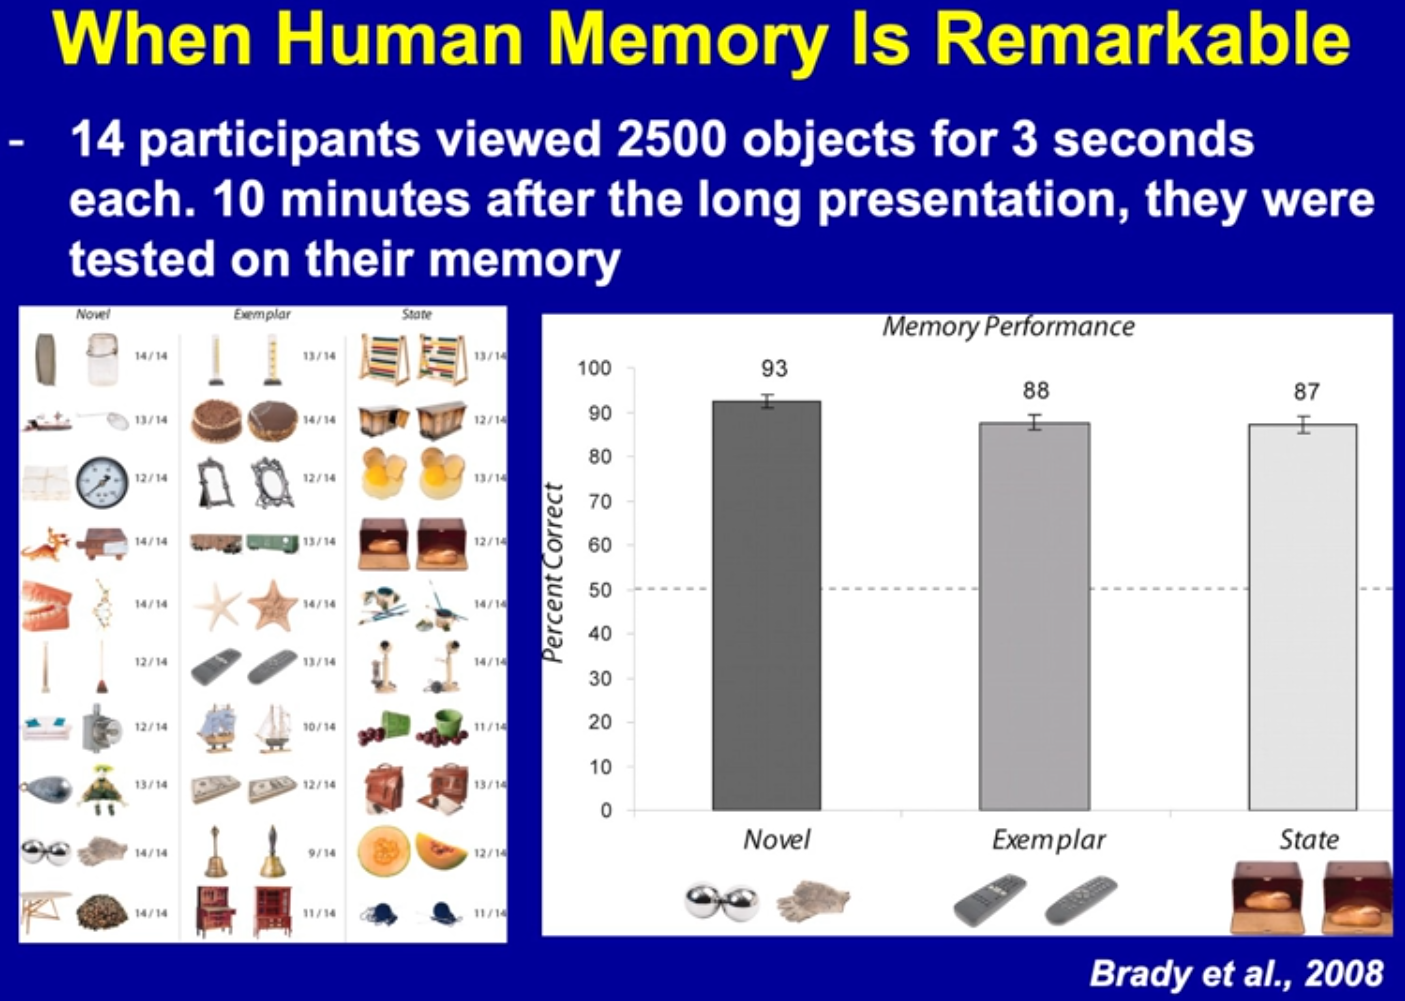 When Human Memory Is Remarkable
- 14 participants viewed 2500 objects for 3 seconds
each. 10 minutes after the long presentation, they were
tested on their memory
Novel Exemplar State
14/14 13/14 13/14
13/14 14/14 12/14
12/14 12/14 13/14
14/14 13/14 12/14
14/14 14/14 14/14
12/14 13/14 14/14
12/14 10/14 11/14
13/14 12/14 13/14
14/14 9/14 12/14
14/14 11/14 11/14
Memory Performance
Percent Correct
100
90
80
70
60
50
40
30
20
10
0
93
88
87
Novel Exemplar State
Brady et al., 2008